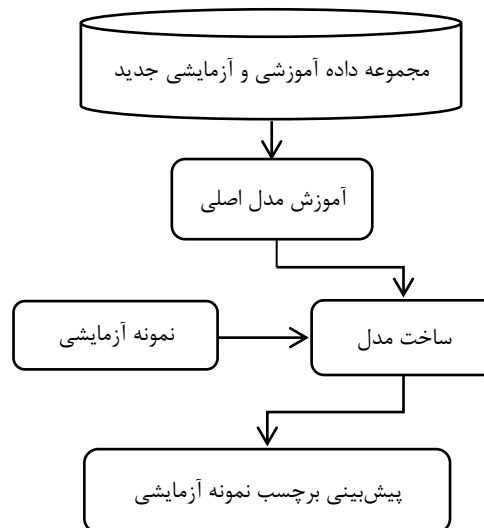 مجموعه داده آموزشی و آزمایشی جدید
آموزش مدل اصلی
نمونه آزمایشی
ساخت مدل
پیش‌بینی برچسب نمونه آزمایشی